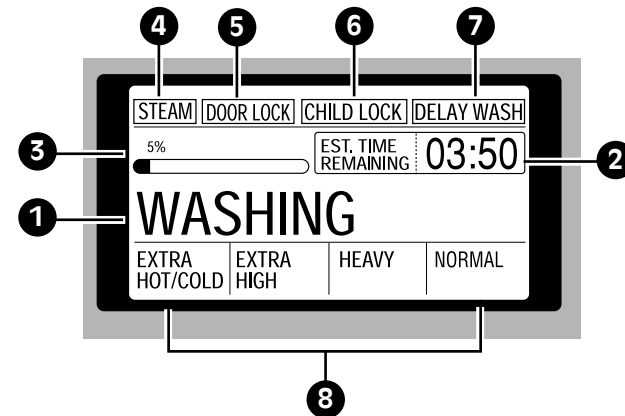 4 5 6 7
STEAM DOOR LOCK CHILD LOCK DELAY WASH
3
5%
EST. TIME
REMAINING
03:50
2
1
WASHING
EXTRA
HOT/COLD
EXTRA
HIGH
HEAVY
NORMAL
8